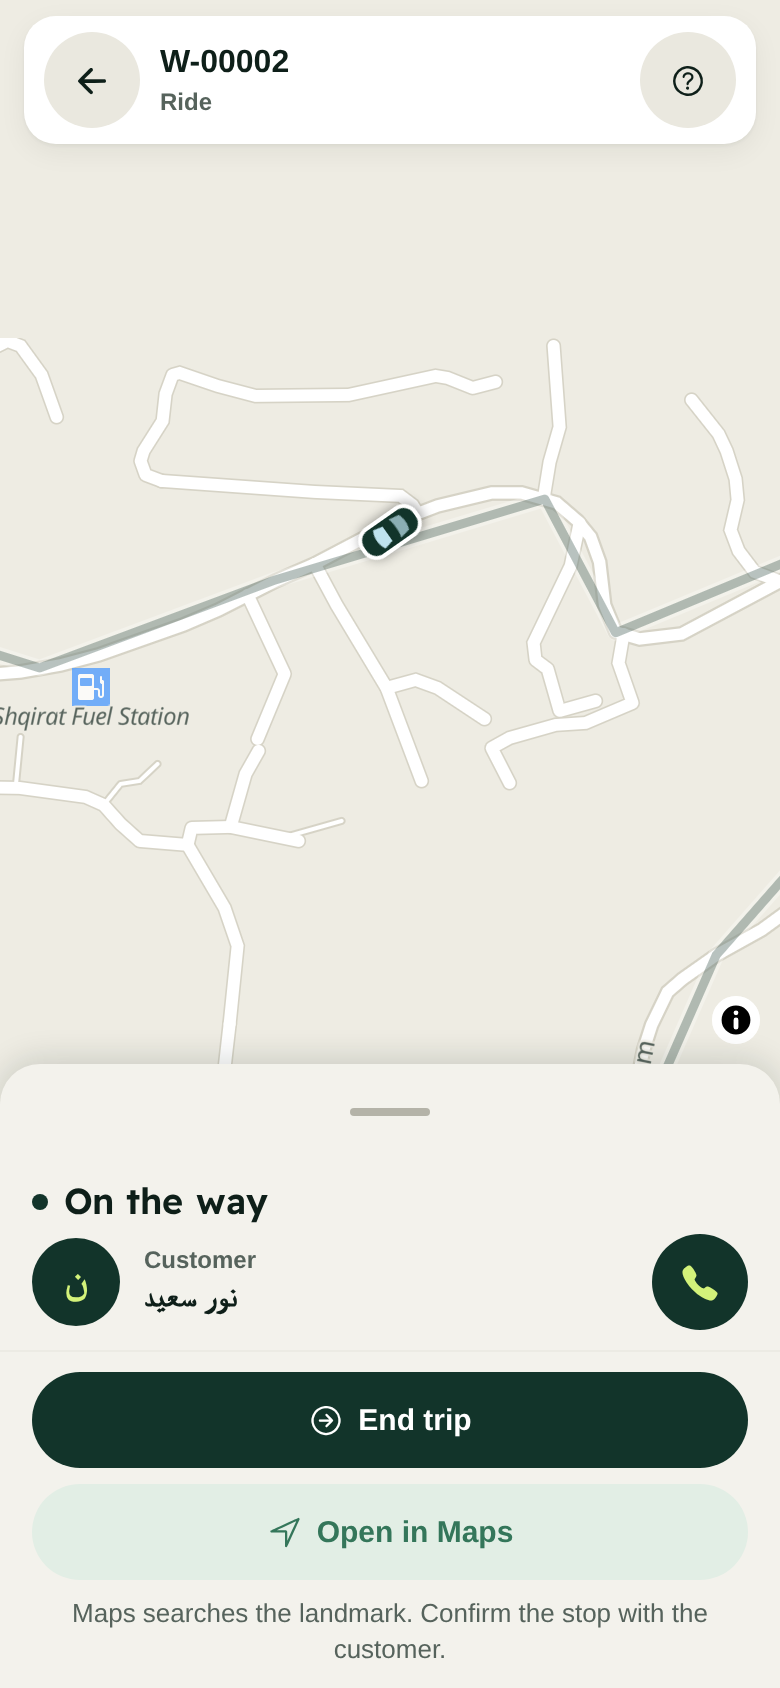 W-00002
Ride
Shqirat Fuel Station
m
On the way
ن
Customer
نور سعيد
End trip
Open in Maps
Maps searches the landmark. Confirm the stop with the
customer.